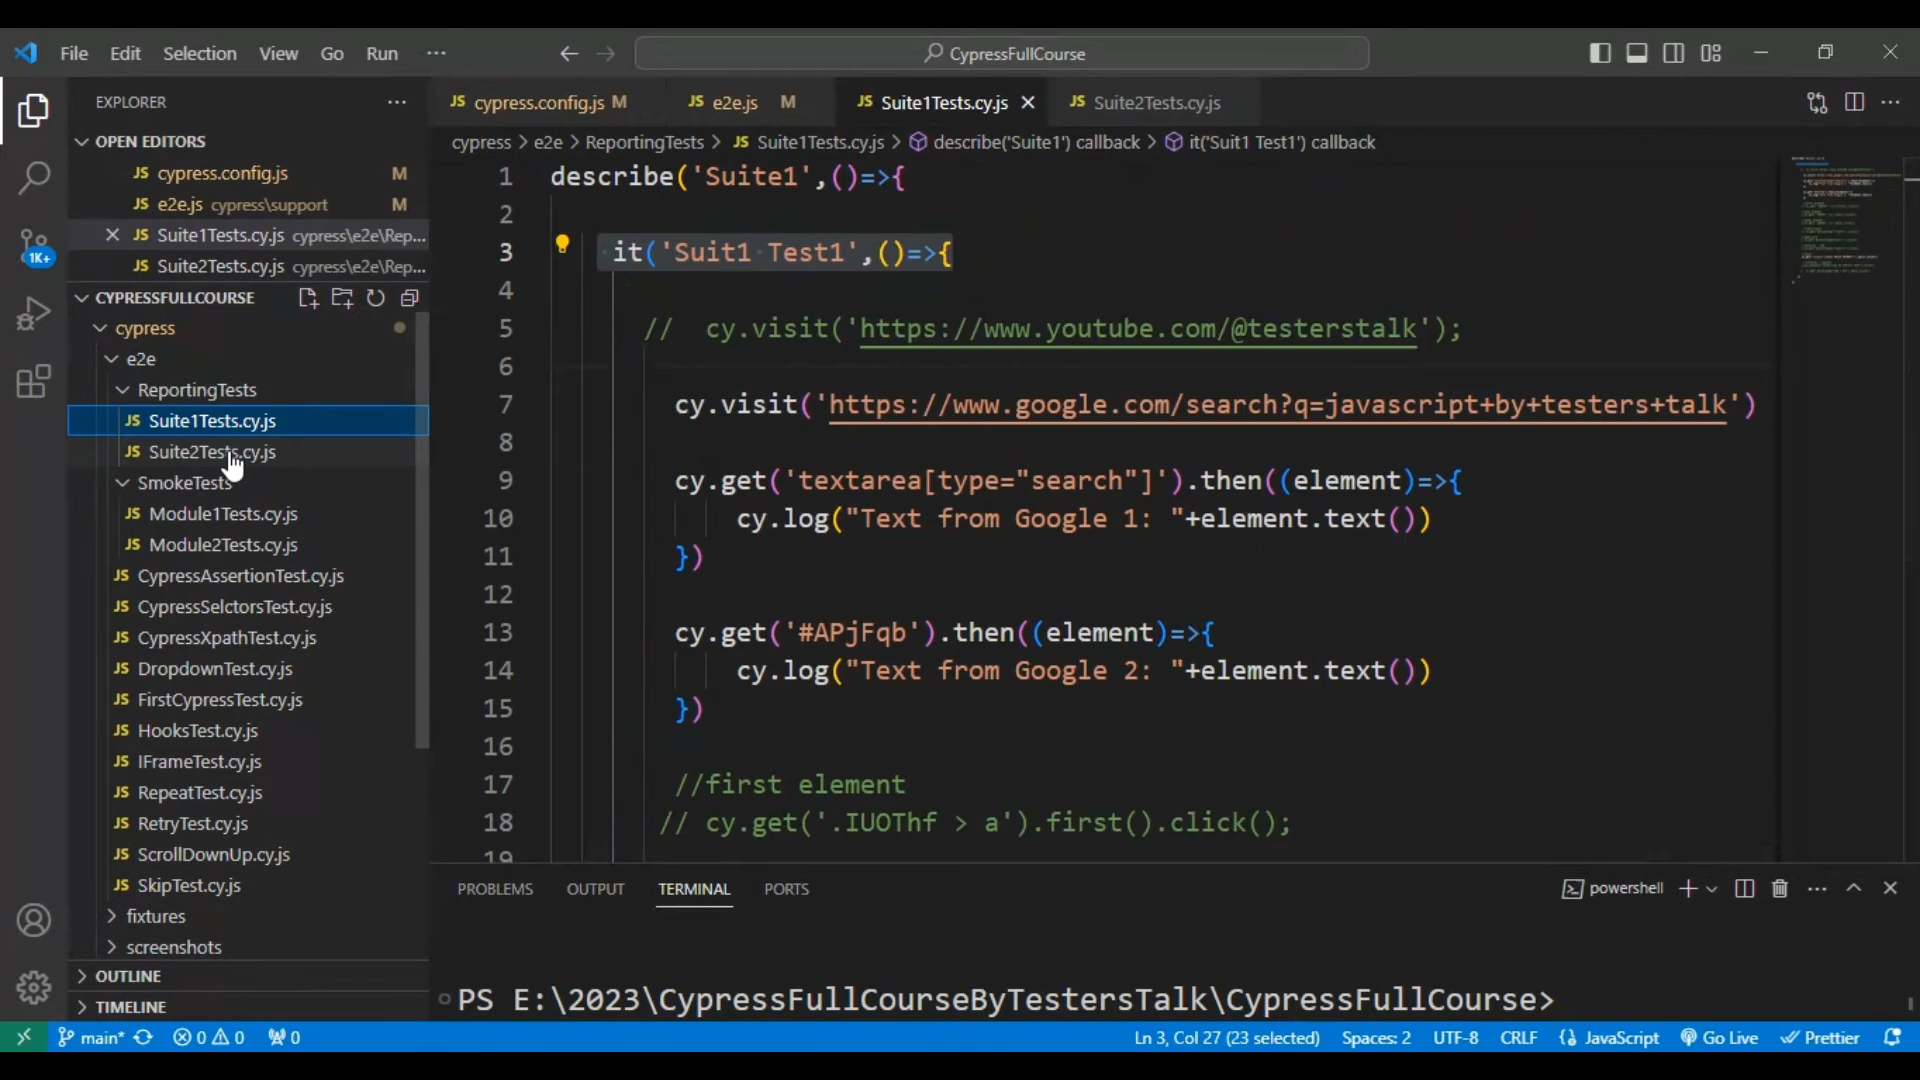 File Edit Selection View Go Run ··· CypressFullCourse
EXPLORER ···
OPEN EDITORS
JS cypress.config.js M
JS e2e.js cypress\support M
JS Suite1Tests.cy.js cypress\e2e\Rep...
JS Suite2Tests.cy.js cypress\e2e\Rep...
CYPRESSFULLCOURSE
cypress
e2e
ReportingTests
JS Suite1Tests.cy.js
JS Suite2Tests.cy.js
SmokeTests
JS Module1Tests.cy.js
JS Module2Tests.cy.js
JS CypressAssertionTest.cy.js
JS CypressSelctorsTest.cy.js
JS CypressXpathTest.cy.js
JS DropdownTest.cy.js
JS FirstCypressTest.cy.js
JS HooksTest.cy.js
JS IFrameTest.cy.js
JS RepeatTest.cy.js
JS RetryTest.cy.js
JS ScrollDownUp.cy.js
JS SkipTest.cy.js
fixtures
screenshots
OUTLINE
TIMELINE
1K+
JS cypress.config.js M JS e2e.js M JS Suite1Tests.cy.js JS Suite2Tests.cy.js
cypress > e2e > ReportingTests > JS Suite1Tests.cy.js > describe('Suite1') callback > it('Suit1 Test1') callback
1 describe('Suite1',()=>{
2
3 it('Suit1 Test1',()=>{
4
5 // cy.visit('https://www.youtube.com/@testerstalk');
6
7 cy.visit('https://www.google.com/search?q=javascript+by+testers+talk')
8
9 cy.get('textarea[type="search"]').then((element)=>{
10 cy.log("Text from Google 1: "+element.text())
11 })
12
13 cy.get('#APjFqb').then((element)=>{
14 cy.log("Text from Google 2: "+element.text())
15 })
16
17 //first element
18 // cy.get('.IUOThf > a').first().click();
19
PROBLEMS OUTPUT TERMINAL PORTS powershell
PS E:\2023\CypressFullCourseByTestersTalk\CypressFullCourse>
main* 0 0 0 Ln 3, Col 27 (23 selected) Spaces: 2 UTF-8 CRLF {} JavaScript Go Live Prettier